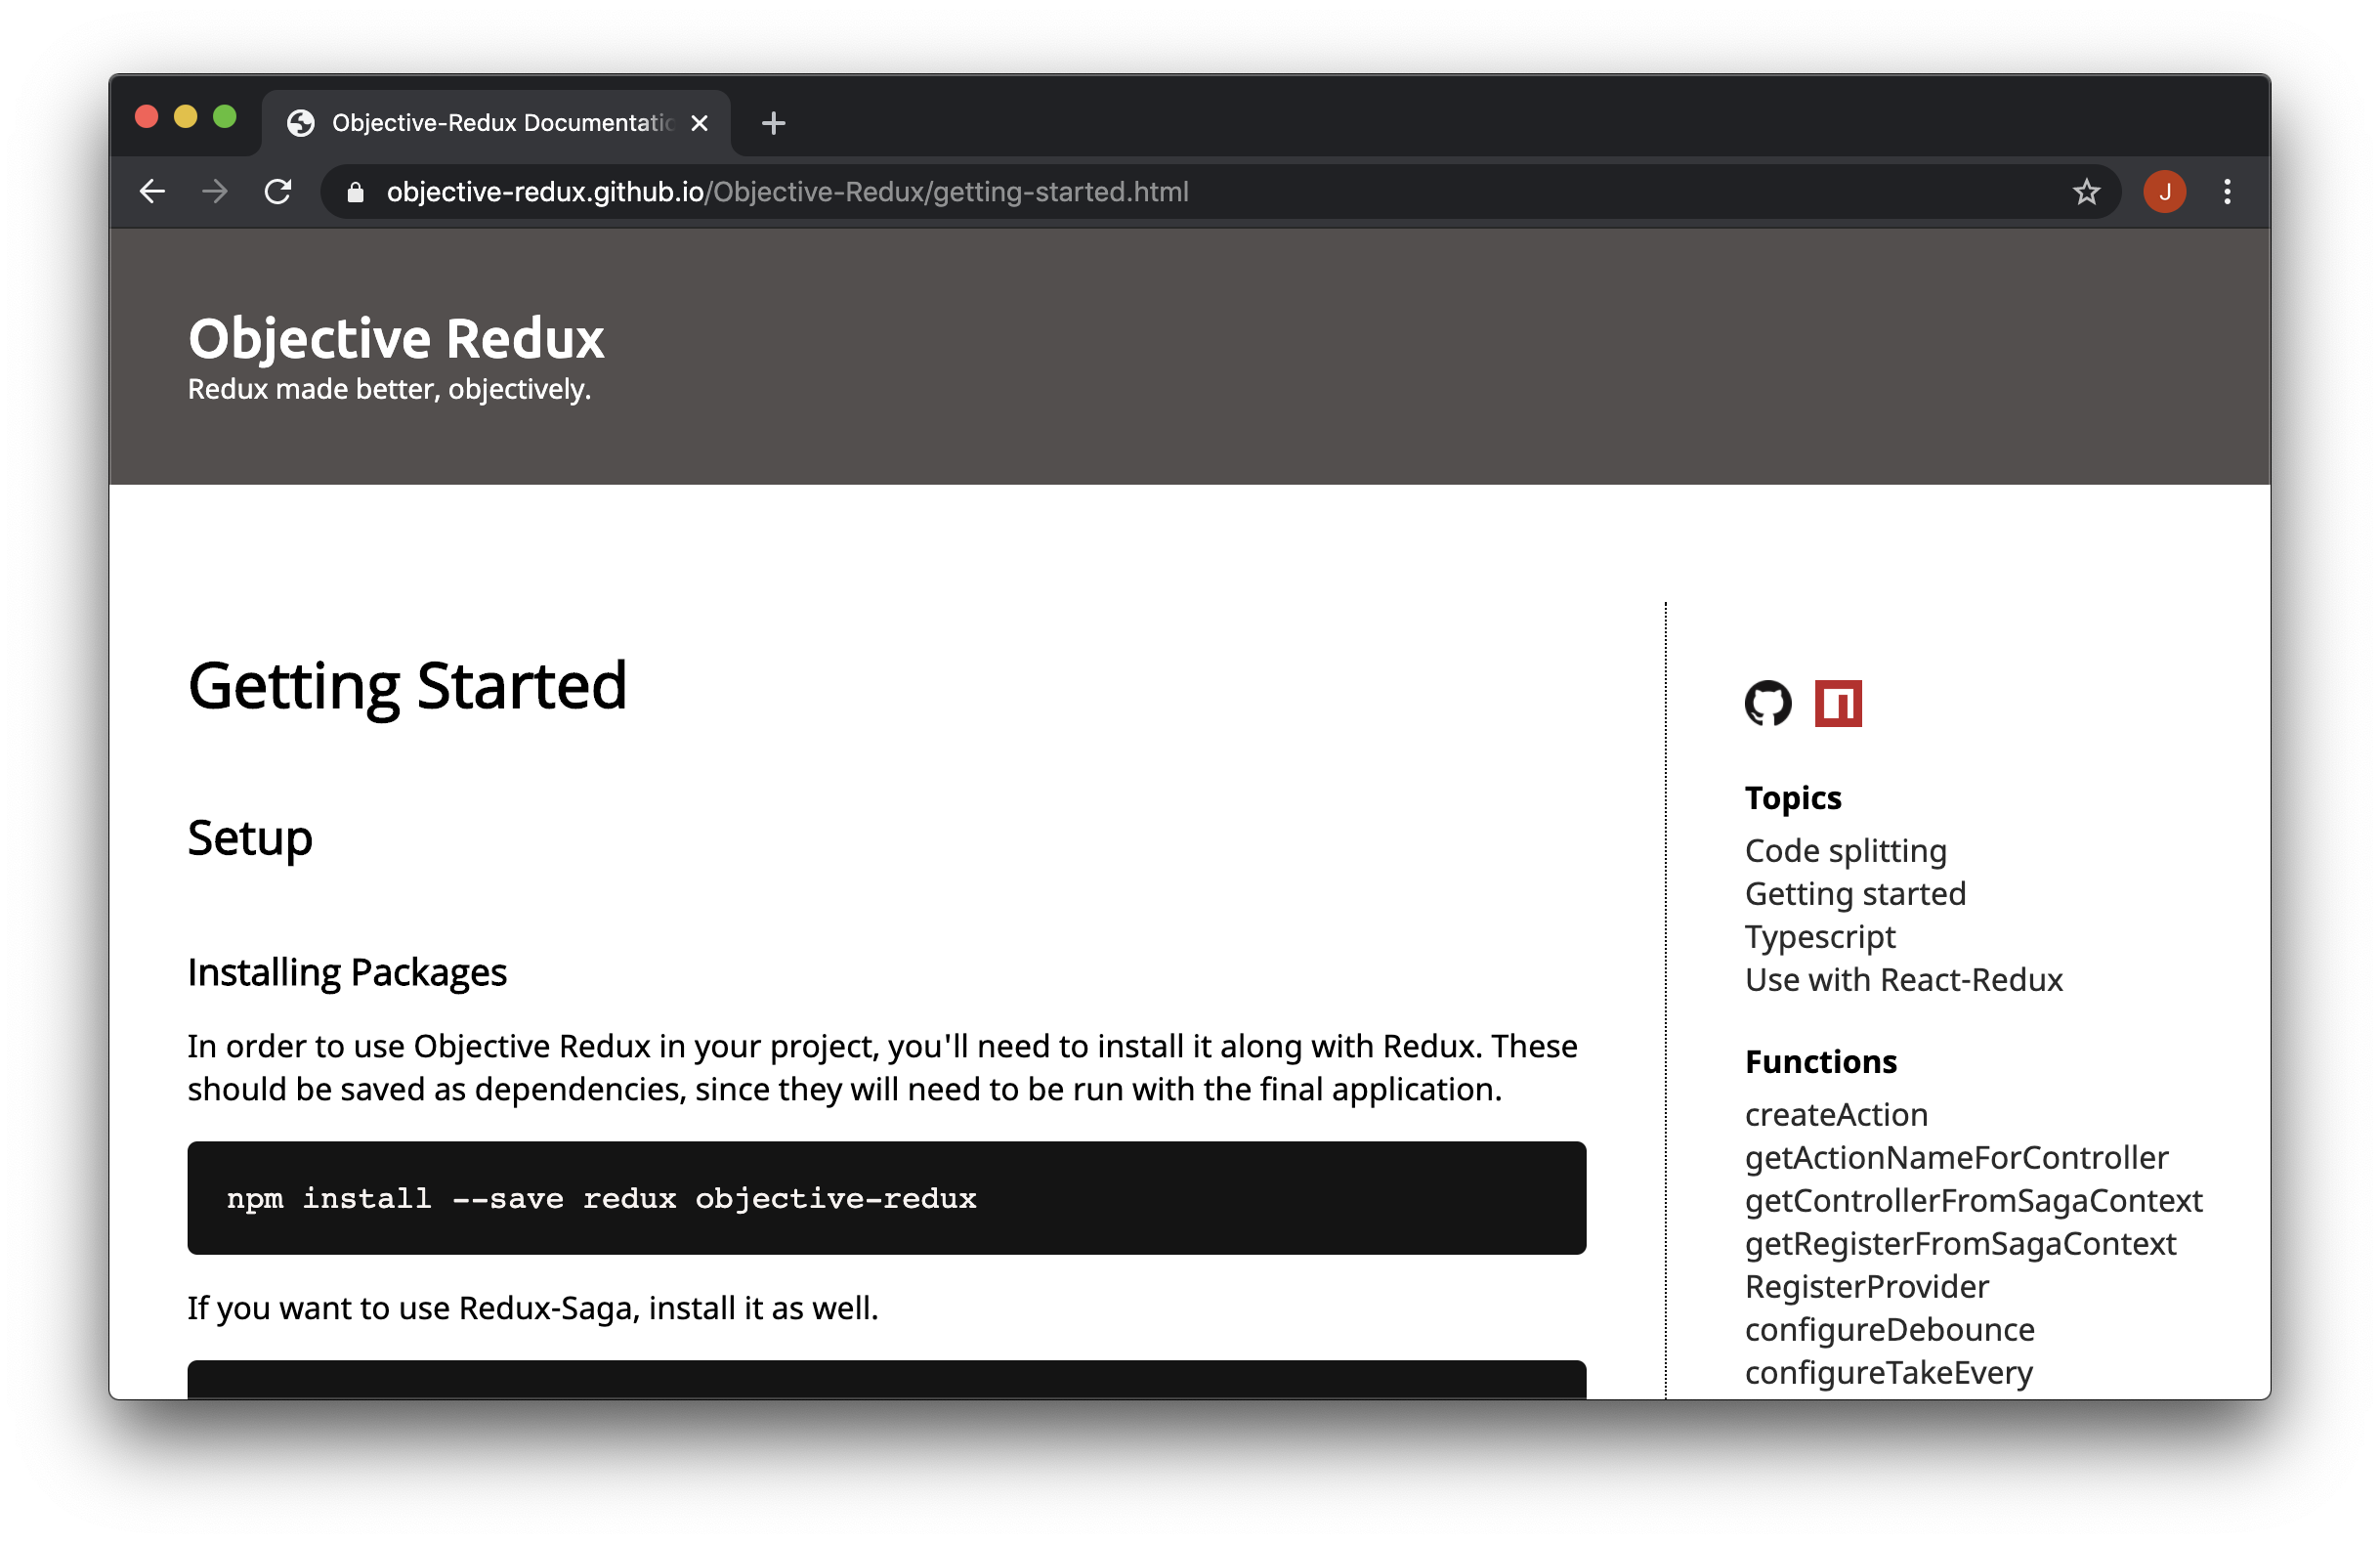 Objective-Redux Documentatic
objective-redux.github.io/Objective-Redux/getting-started.html
J
Objective Redux
Redux made better, objectively.
Getting Started
Setup
Installing Packages
In order to use Objective Redux in your project, you'll need to install it along with Redux. These
should be saved as dependencies, since they will need to be run with the final application.
npm install --save redux objective-redux
If you want to use Redux-Saga, install it as well.
Topics
Code splitting
Getting started
Typescript
Use with React-Redux
Functions
createAction
getActionNameForController
getControllerFromSagaContext
getRegisterFromSagaContext
RegisterProvider
configureDebounce
configureTakeEvery